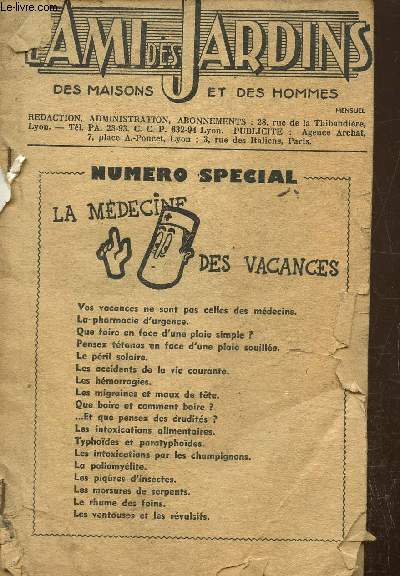 www.Le-Livre.com
L'AMI DES JARDINS
DES MAISONS ET DES HOMMES
MENSUEL
REDACTION, ADMINISTRATION, ABONNEMENTS : 28, rue de la Thibaudière,
Lyon. — Tél. PA. 28-93. C. C. P. 632-94 Lyon. PUBLICITE : Agence Archat,
7, place A.-Poncet, Lyon ; 3, rue des Italiens, Paris.
NUMERO SPECIAL
LA MÉDECINE
DES VACANCES
Vos vacances ne sont pas celles des médecins.
La pharmacie d'urgence.
Que faire en face d'une plaie simple ?
Pensez tétanos en face d'une plaie souillée.
Le péril solaire.
Les accidents de la vie courante.
Les hémorragies.
Les migraines et maux de tête.
Que boire et comment boire ?
...Et que pensez des crudités ?
Les intoxications alimentaires.
Typhoïdes et paratyphoïdes.
Les intoxications par les champignons.
La poliomyélite.
Les piqûres d'insectes.
Les morsures de serpents.
Le rhume des foins.
Les ventouses et les révulsifs.